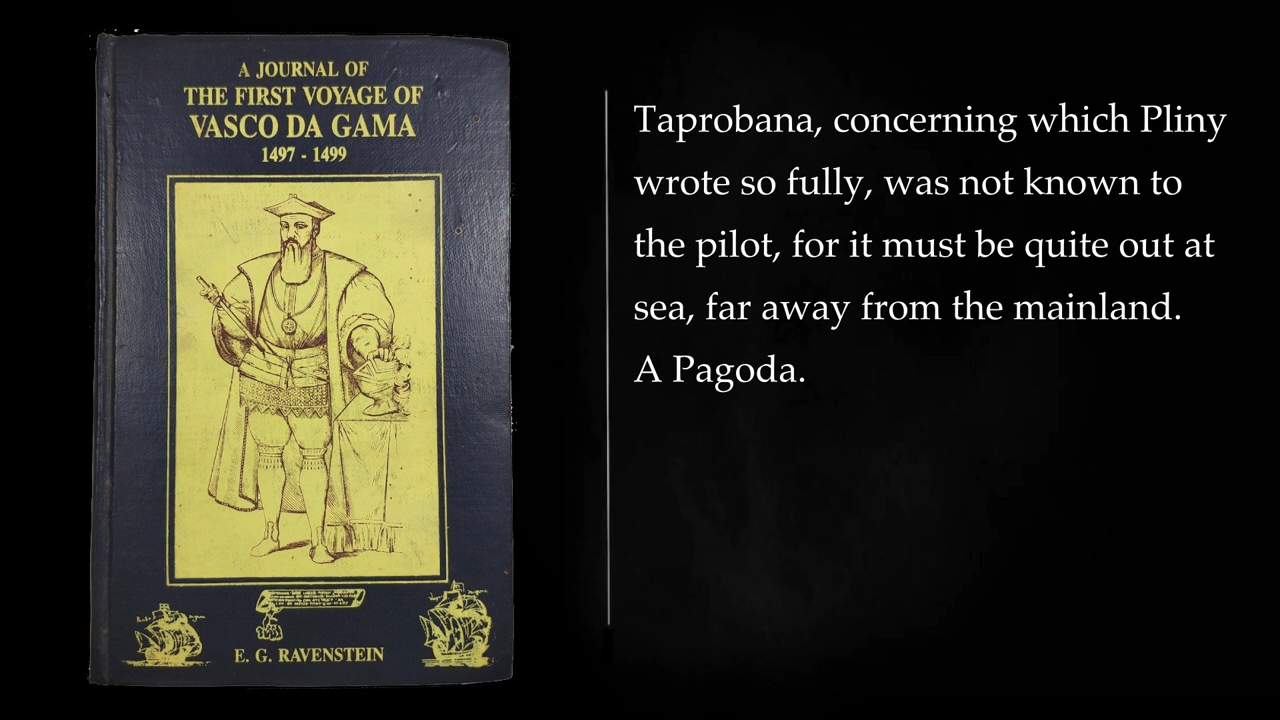 A JOURNAL OF
THE FIRST VOYAGE OF
VASCO DA GAMA
1497 - 1499
E. G. RAVENSTEIN
Taprobana, concerning which Pliny
wrote so fully, was not known to
the pilot, for it must be quite out at
sea, far away from the mainland.
A Pagoda.